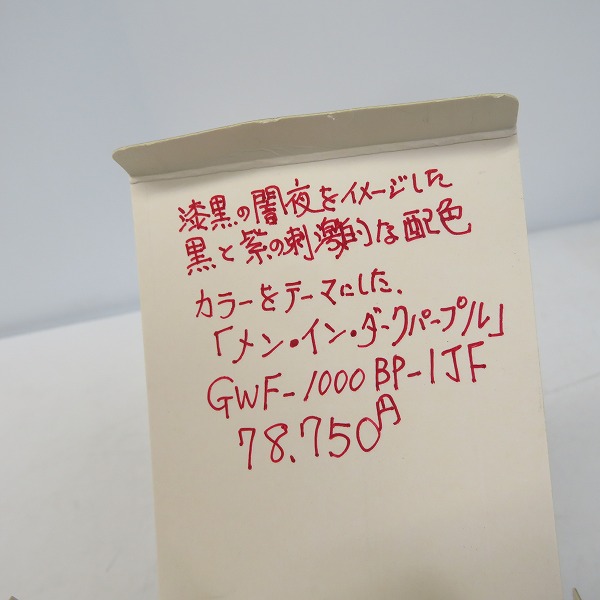 漆黒の闇夜をイメージした
黒と紫の刺激的な配色
カラーをテーマにした.
「メン・イン・ダークパープル」
GWF-1000BP-1JF
78.750円